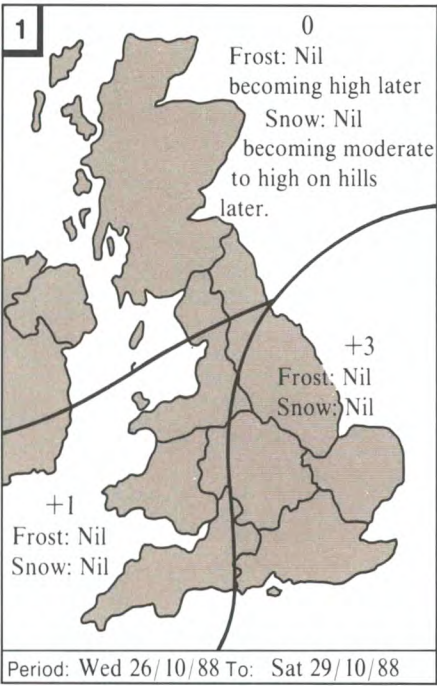 1
0
Frost: Nil
becoming high later
Snow: Nil
becoming moderate
to high on hills
later.
+3
Frost: Nil
Snow: Nil
+1
Frost: Nil
Snow: Nil
Period: Wed 26/10/88 To: Sat 29/10/88